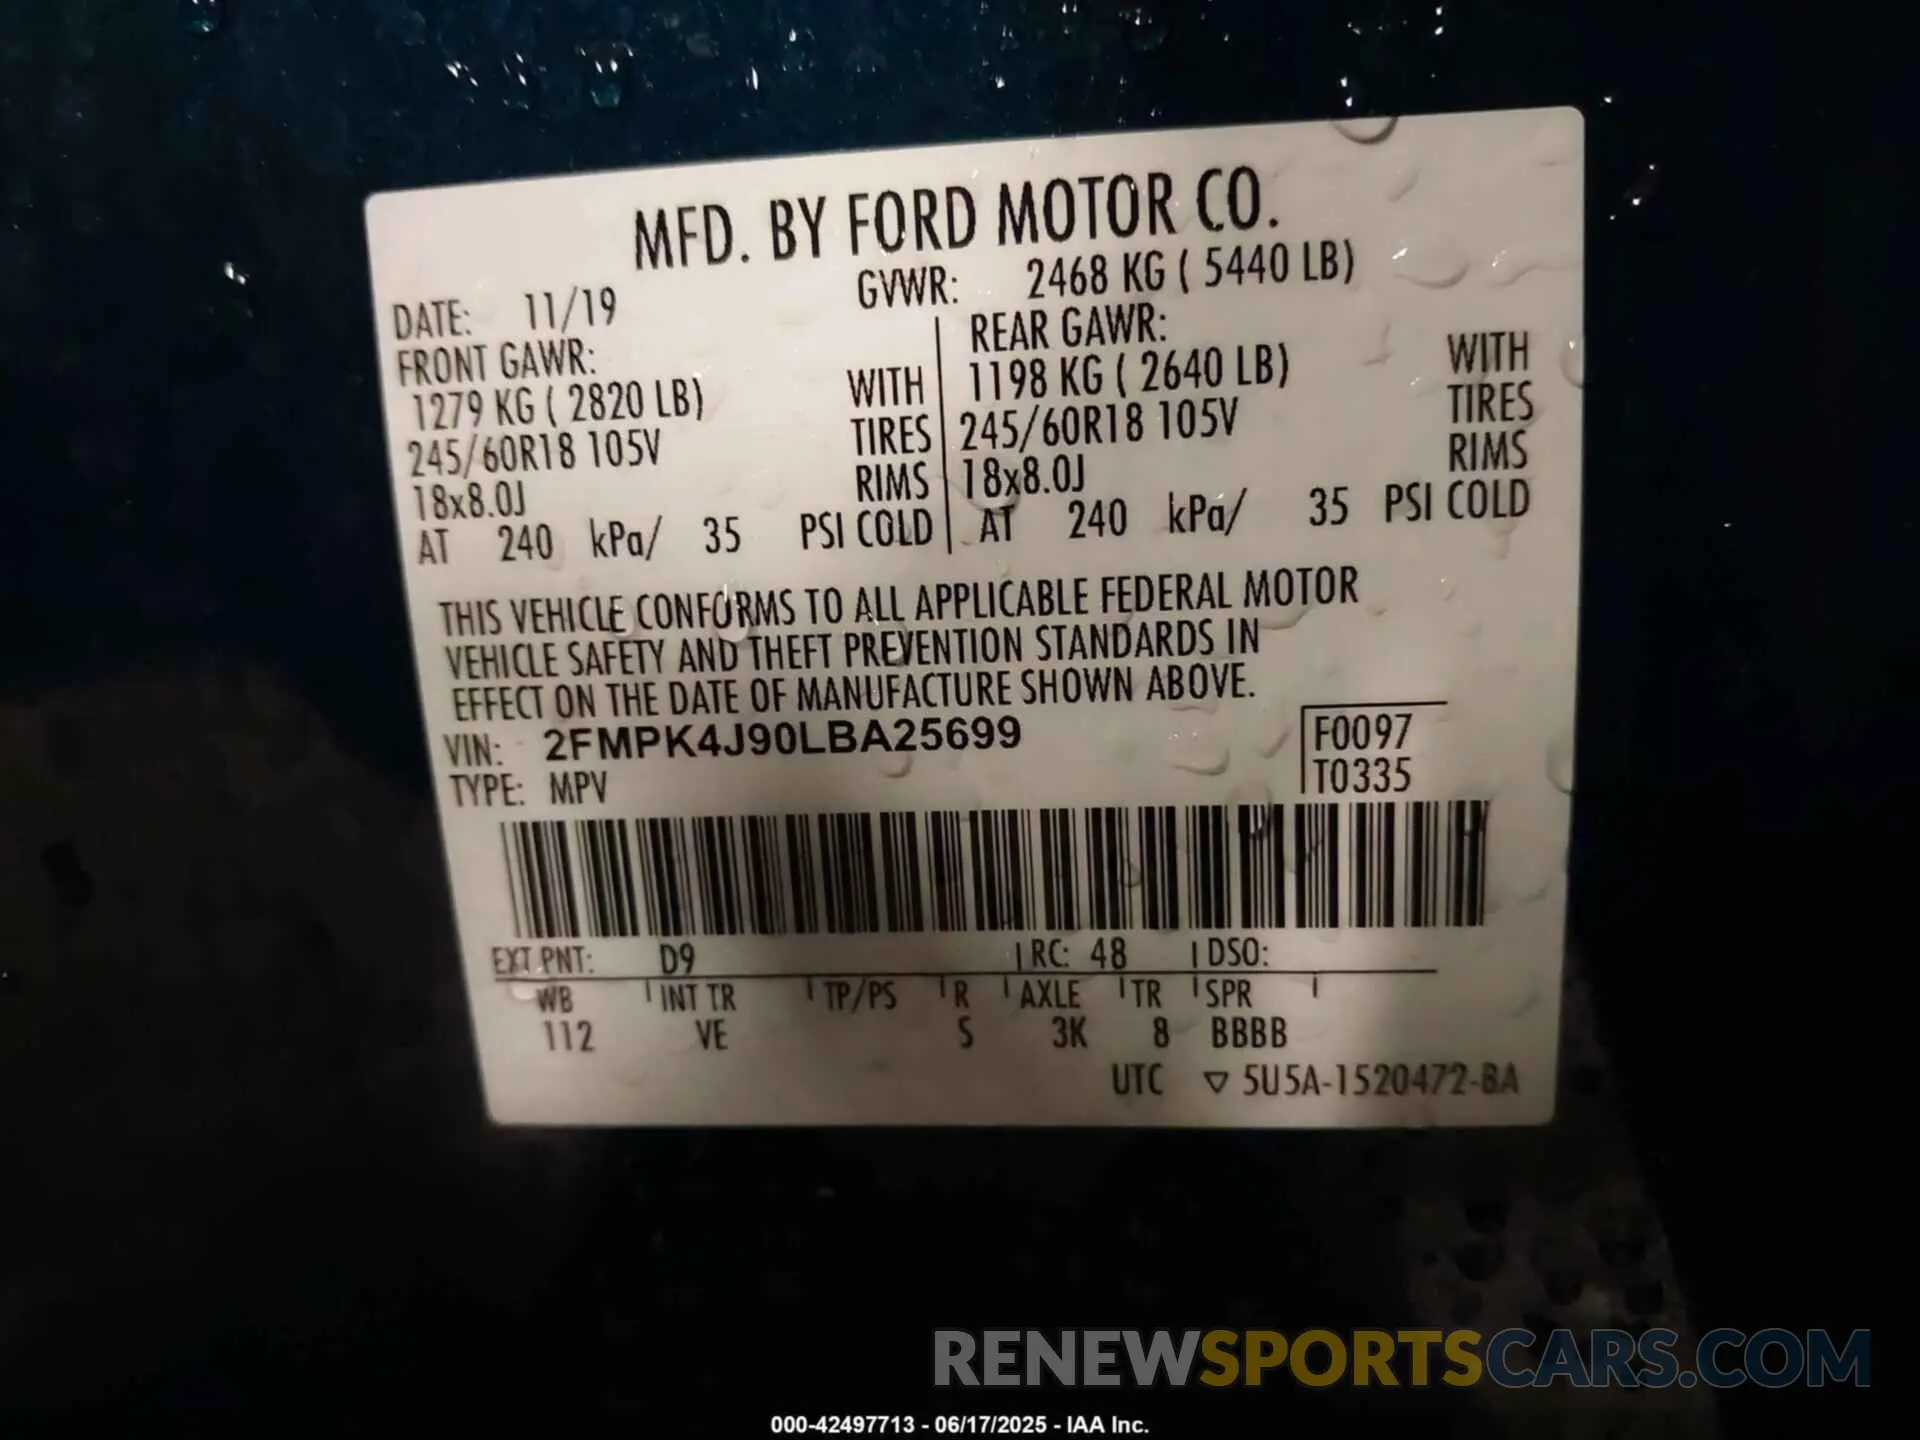 MFD. BY FORD MOTOR CO.
DATE: 11/19 GVWR: 2468 KG ( 5440 LB)
FRONT GAWR: REAR GAWR:
1279 KG ( 2820 LB) WITH 1198 KG ( 2640 LB) WITH
245/60R18 105V TIRES 245/60R18 105V TIRES
18x8.0J RIMS 18x8.0J RIMS
AT 240 kPa/ 35 PSI COLD AT 240 kPa/ 35 PSI COLD
THIS VEHICLE CONFORMS TO ALL APPLICABLE FEDERAL MOTOR
VEHICLE SAFETY AND THEFT PREVENTION STANDARDS IN
EFFECT ON THE DATE OF MANUFACTURE SHOWN ABOVE.
VIN: 2FMPK4J90LBA25699 F0097
TYPE: MPV T0335
EXT PNT: D9 RC: 48 DSO:
WB INT TR TP/PS R AXLE TR SPR
112 VE S 3K 8 BBBB
UTC ▽ 5U5A-1520472-BA
RENEWSPORTSCARS.COM
000-42497713 - 06/17/2025 - IAA Inc.